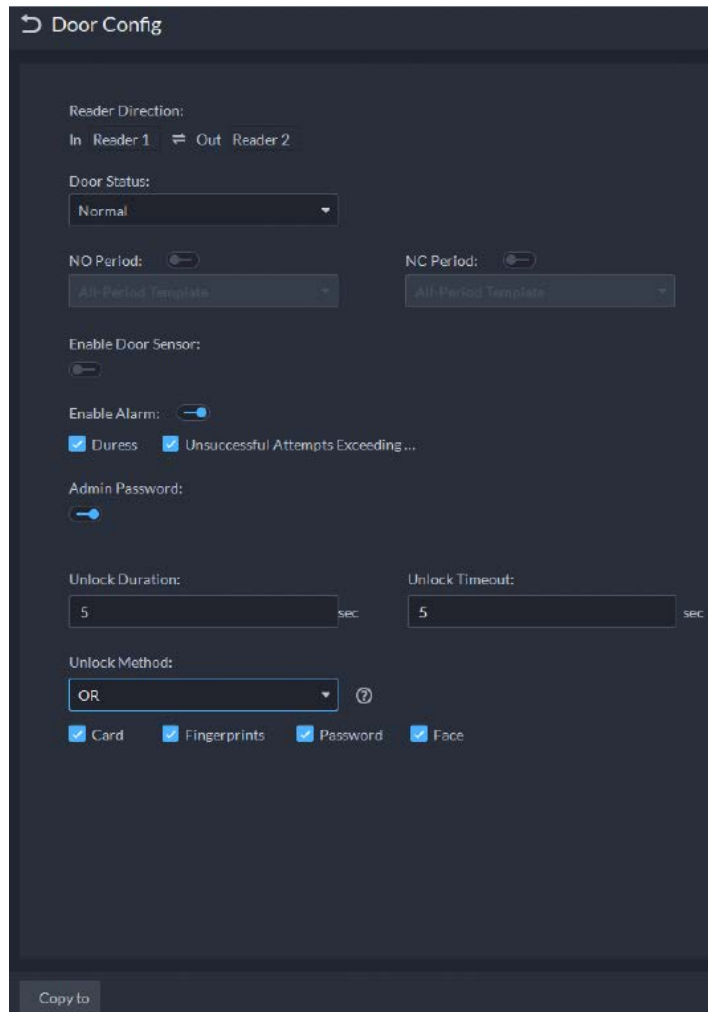 Door Config
Reader Direction:
In Reader 1 ⇌ Out Reader 2
Door Status:
Normal
NO Period: NC Period:
All-Period Template All-Period Template
Enable Door Sensor:
Enable Alarm:
Duress Unsuccessful Attempts Exceeding ...
Admin Password:
Unlock Duration: Unlock Timeout:
5 sec 5 sec
Unlock Method:
OR ?
Card Fingerprints Password Face
Copy to